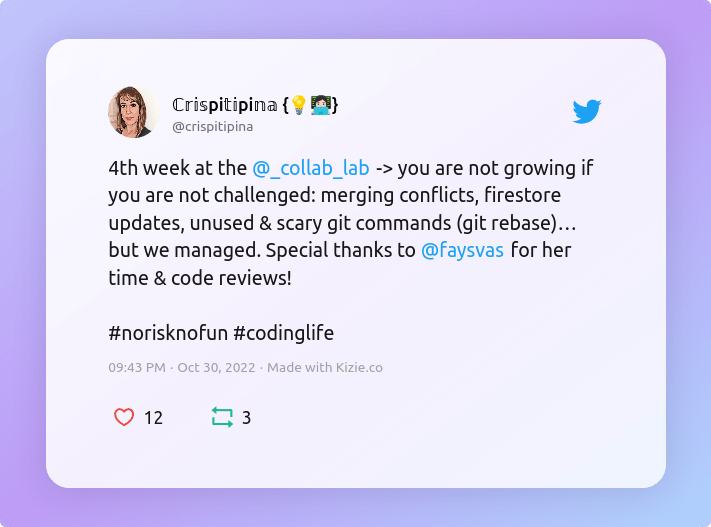 ℂ𝕣𝕚𝕤𝗽𝗶𝘁𝕚𝗽𝗶𝕟𝕒 {💡👩🏻‍💻}
@crispitipina
4th week at the @_collab_lab -> you are not growing if
you are not challenged: merging conflicts, firestore
updates, unused & scary git commands (git rebase)…
but we managed. Special thanks to @faysvas for her
time & code reviews!
#norisknofun #codinglife
09:43 PM · Oct 30, 2022 · Made with Kizie.co
12 3